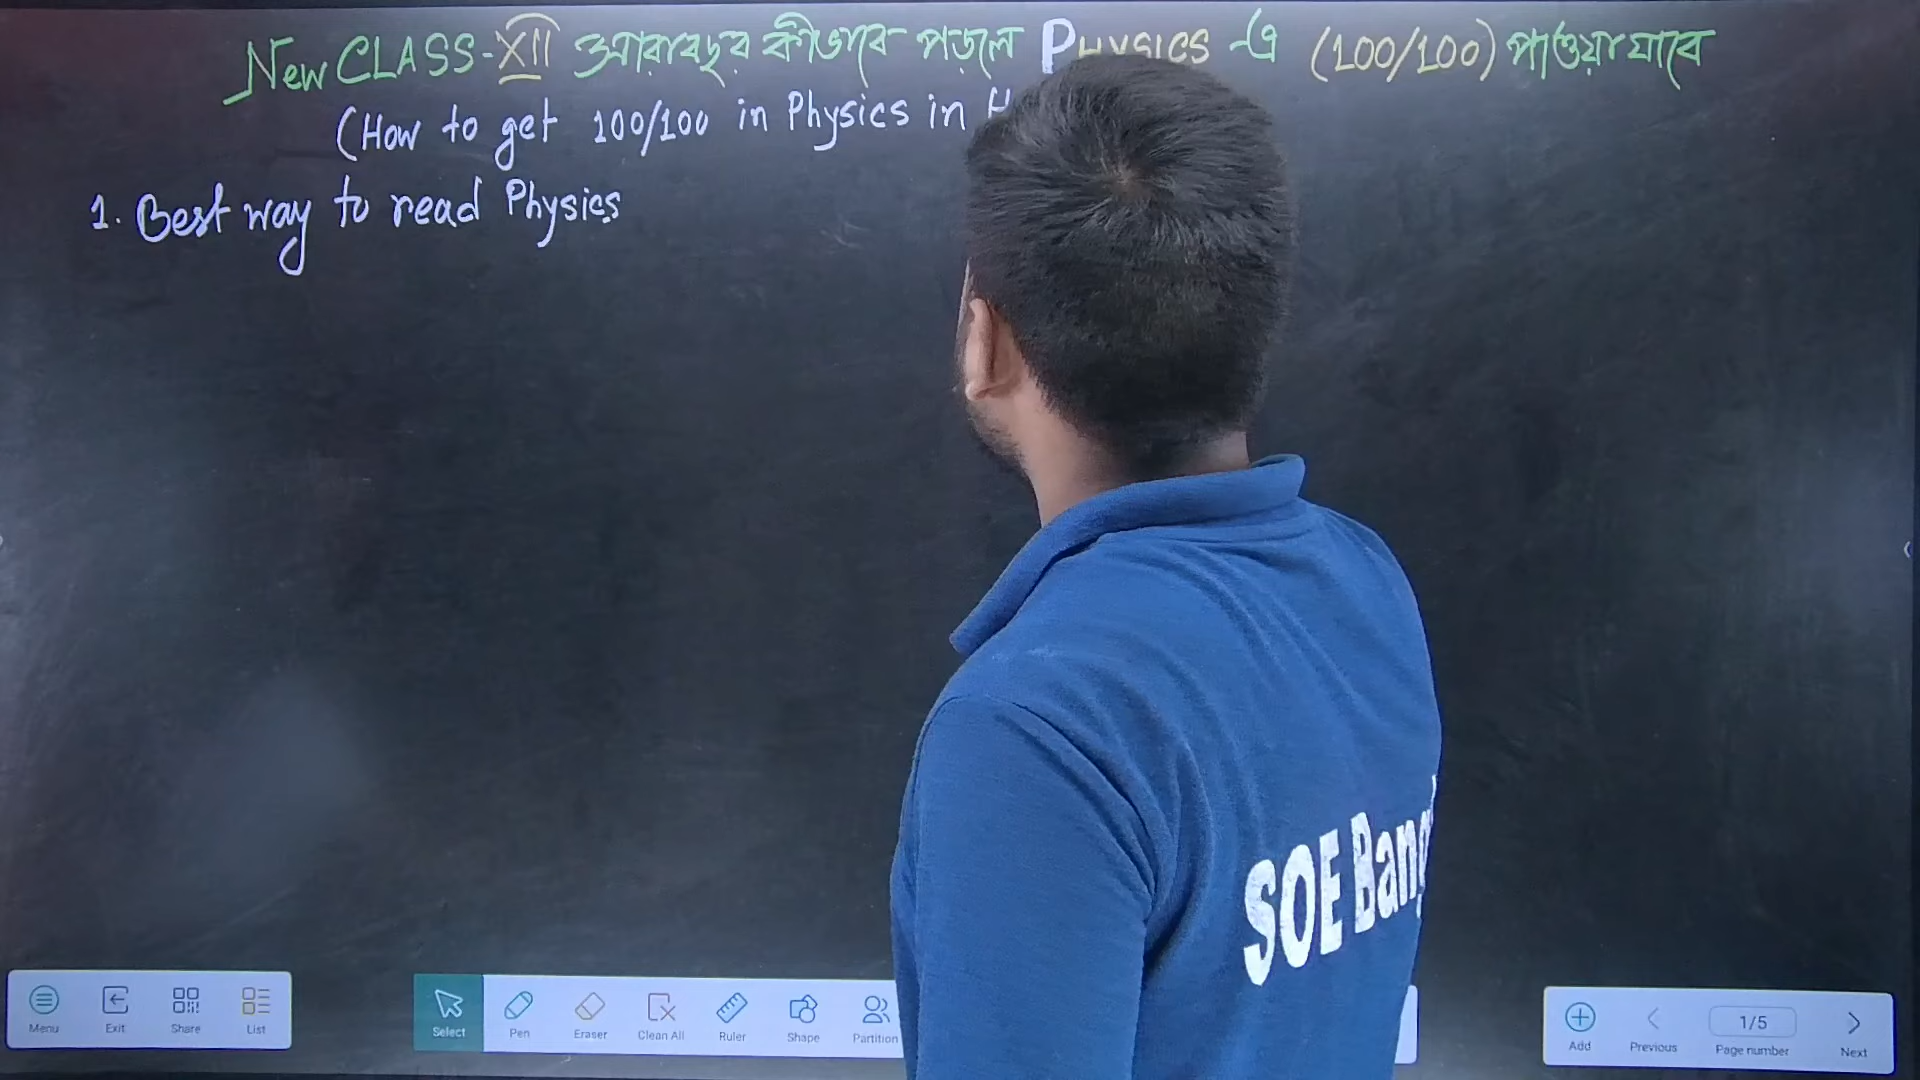 New CLASS-XII সারাবছর কীভাবে পড়লে PHYSICS -এ (100/100) পাওয়া যাবে
(How to get 100/100 in Physics in H
1. Best way to read Physics
SOE Bang
Menu Exit Share List
Select Pen Eraser Clean All Ruler Shape Partition
Add Previous 1/5 Page number Next